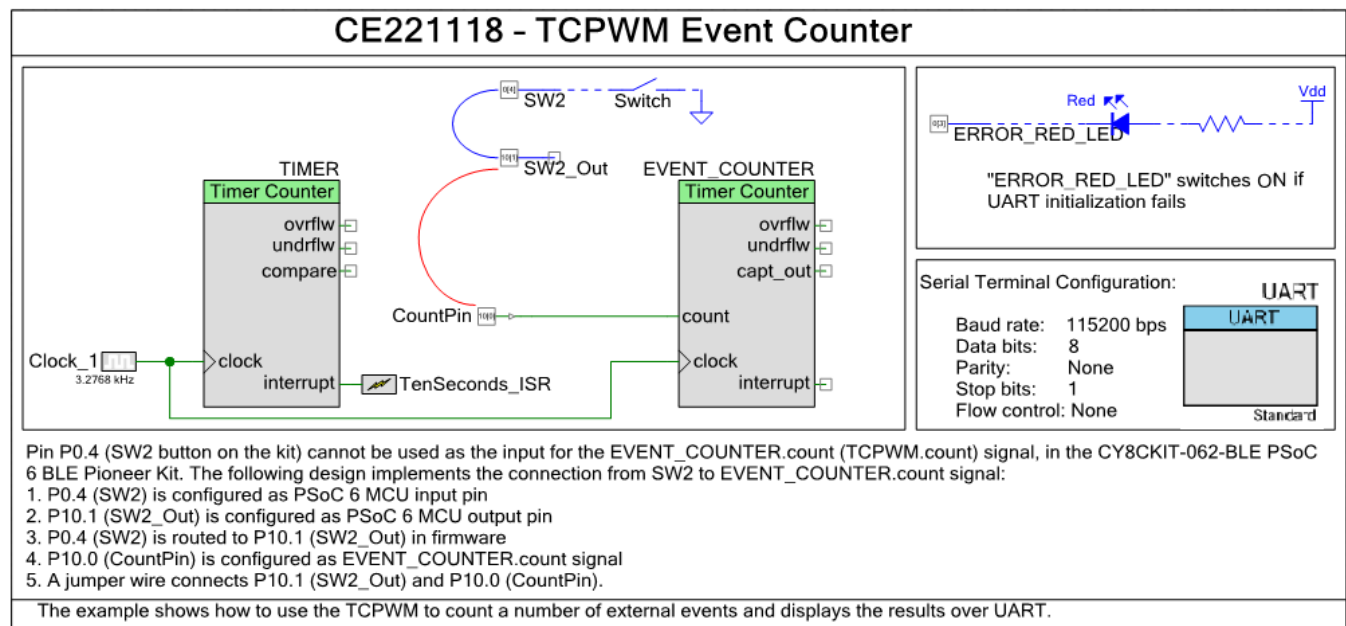 CE221118 - TCPWM Event Counter
0[4]
SW2
Switch
10[1]
SW2_Out
TIMER
Timer Counter
ovrflw
undrflw
compare
clock
interrupt
TenSeconds_ISR
Clock_1
3.2768 kHz
CountPin
10[0]
EVENT_COUNTER
Timer Counter
ovrflw
undrflw
capt_out
count
clock
interrupt
Vdd
Red
0[3]
ERROR_RED_LED
"ERROR_RED_LED" switches ON if
UART initialization fails
Serial Terminal Configuration:
Baud rate: 115200 bps
Data bits: 8
Parity: None
Stop bits: 1
Flow control: None
UART
UART
Standard
Pin P0.4 (SW2 button on the kit) cannot be used as the input for the EVENT_COUNTER.count (TCPWM.count) signal, in the CY8CKIT-062-BLE PSoC
6 BLE Pioneer Kit. The following design implements the connection from SW2 to EVENT_COUNTER.count signal:
1. P0.4 (SW2) is configured as PSoC 6 MCU input pin
2. P10.1 (SW2_Out) is configured as PSoC 6 MCU output pin
3. P0.4 (SW2) is routed to P10.1 (SW2_Out) in firmware
4. P10.0 (CountPin) is configured as EVENT_COUNTER.count signal
5. A jumper wire connects P10.1 (SW2_Out) and P10.0 (CountPin).
The example shows how to use the TCPWM to count a number of external events and displays the results over UART.